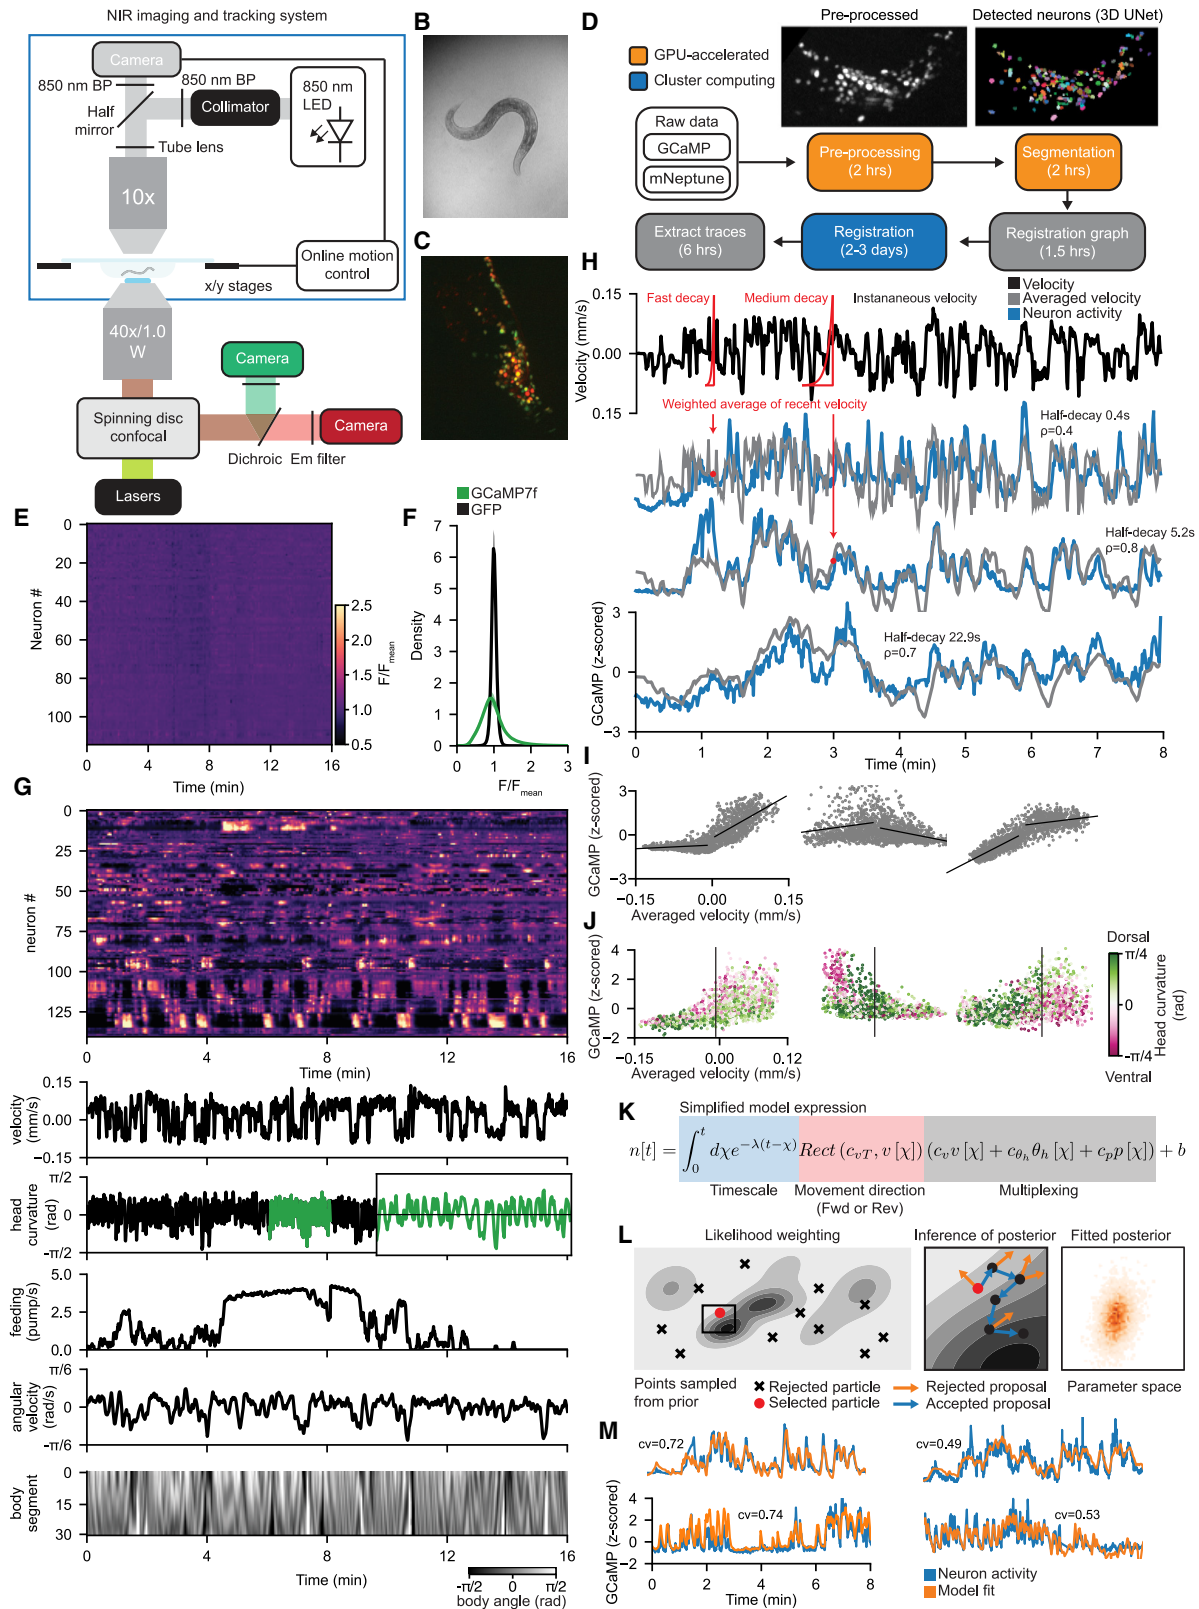 NIR imaging and tracking system
Camera
850 nm BP
850 nm BP
Half
mirror
Collimator
850 nm
LED
Tube lens
10x
Online motion
control
x/y stages
40x/1.0
W
Camera
Spinning disc
confocal
Camera
Dichroic Em filter
Lasers
B
C
D
GPU-accelerated
Cluster computing
Pre-processed
Detected neurons (3D UNet)
Raw data
GCaMP
mNeptune
Pre-processing
(2 hrs)
Segmentation
(2 hrs)
Extract traces
(6 hrs)
Registration
(2-3 days)
Registration graph
(1.5 hrs)
E
0
20
40
60
80
100
Neuron #
0 4 8 12 16
Time (min)
2.5
2.0
1.5
1.0
0.5
F/Fmean
F
GCaMP7f
GFP
7
6
5
4
3
2
1
0
Density
0 1 2 3
F/Fmean
G
0
25
50
75
100
125
neuron #
0 4 8 12 16
Time (min)
0.15
0.00
−0.15
velocity
(mm/s)
π/2
0
-π/2
head
curvature
(rad)
5.0
2.5
0.0
feeding
(pump/s)
π/6
0
-π/6
angular
velocity
(rad/s)
0
15
30
body
segment
0 4 8 12 16
Time (min)
-π/2 0 π/2
body angle (rad)
H
Velocity
Averaged velocity
Neuron activity
0.15
0.00
0.15
Velocity (mm/s)
Fast decay
Medium decay
Instananeous velocity
Weighted average of recent velocity
Half-decay 0.4s
ρ=0.4
Half-decay 5.2s
ρ=0.8
Half-decay 22.9s
ρ=0.7
3
0
−3
GCaMP (z-scored)
0 1 2 3 4 5 6 7 8
Time (min)
I
3
0
−3
GCaMP (z-scored)
−0.15 0.00 0.15
Averaged velocity (mm/s)
J
4
2
0
−2
GCaMP (z-scored)
−0.15 0.00 0.12
Averaged velocity (mm/s)
Dorsal
π/4
0
-π/4
Ventral
Head curvature
(rad)
K
Simplified model expression
n[t] = ∫₀ᵗ dχe^{−λ(t−χ)} Rect (c_{vT}, v [χ]) (c_v v [χ] + c_{θ_h} θ_h [χ] + c_p p [χ]) + b
Timescale
Movement direction
(Fwd or Rev)
Multiplexing
L
Likelihood weighting
Inference of posterior
Fitted posterior
Points sampled
from prior
Rejected particle
Selected particle
Rejected proposal
Accepted proposal
Parameter space
M
cv=0.72
cv=0.49
cv=0.74
cv=0.53
4
2
0
−2
GCaMP (z-scored)
0 2 4 6 8
Time (min)
Neuron activity
Model fit